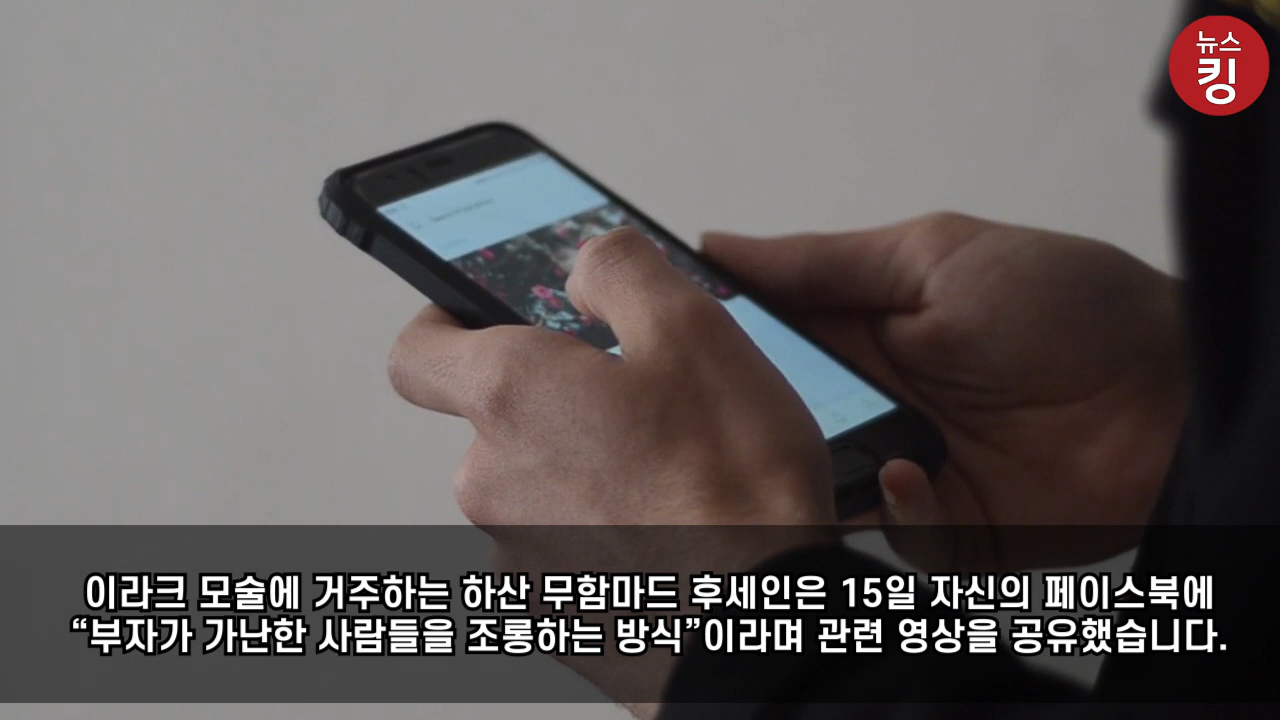 뉴스
킹
이라크 모술에 거주하는 하산 무함마드 후세인은 15일 자신의 페이스북에
“부자가 가난한 사람들을 조롱하는 방식”이라며 관련 영상을 공유했습니다.